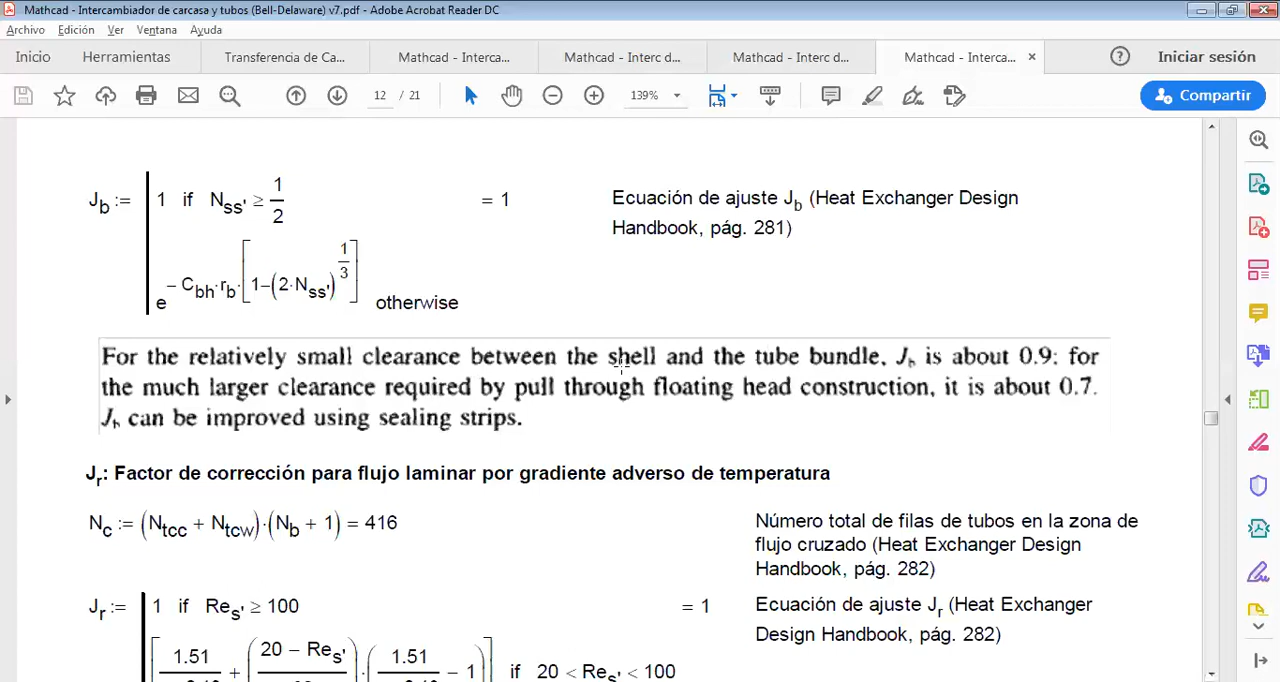 Mathcad - Intercambiador de carcasa y tubos (Bell-Delaware) v7.pdf - Adobe Acrobat Reader DC
Archivo Edición Ver Ventana Ayuda
Inicio Herramientas Transferencia de Ca... Mathcad - Interca... Mathcad - Interc d... Mathcad - Interc d... Mathcad - Interca... × ? Iniciar sesión
12 / 21 139% Compartir
J_b := 1 if N_ss' ≥ 1/2 = 1 Ecuación de ajuste J_b (Heat Exchanger Design
Handbook, pág. 281)
e^(- C_bh·r_b·[1-(2·N_ss')^(1/3)]) otherwise
For the relatively small clearance between the shell and the tube bundle, J_b is about 0.9; for
the much larger clearance required by pull through floating head construction, it is about 0.7.
J_b can be improved using sealing strips.
J_r: Factor de corrección para flujo laminar por gradiente adverso de temperatura
N_c := (N_tcc + N_tcw)·(N_b + 1) = 416 Número total de filas de tubos en la zona de
flujo cruzado (Heat Exchanger Design
Handbook, pág. 282)
J_r := 1 if Re_s' ≥ 100 = 1 Ecuación de ajuste J_r (Heat Exchanger
Design Handbook, pág. 282)
[1.51 + (20 - Re_s')·(1.51 - 1)] if 20 < Re_s' < 100